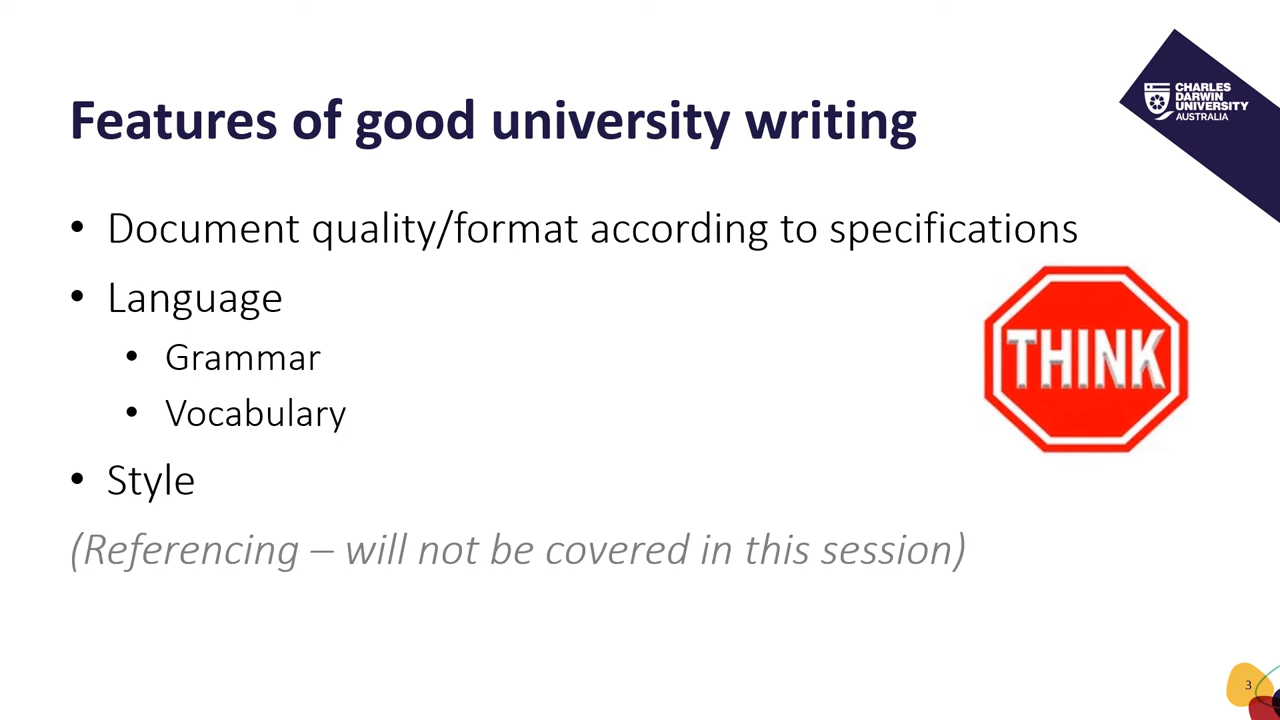 Features of good university writing
CHARLES
DARWIN
UNIVERSITY
AUSTRALIA
• Document quality/format according to specifications
• Language
• Grammar
• Vocabulary
THINK
• Style
(Referencing – will not be covered in this session)
3